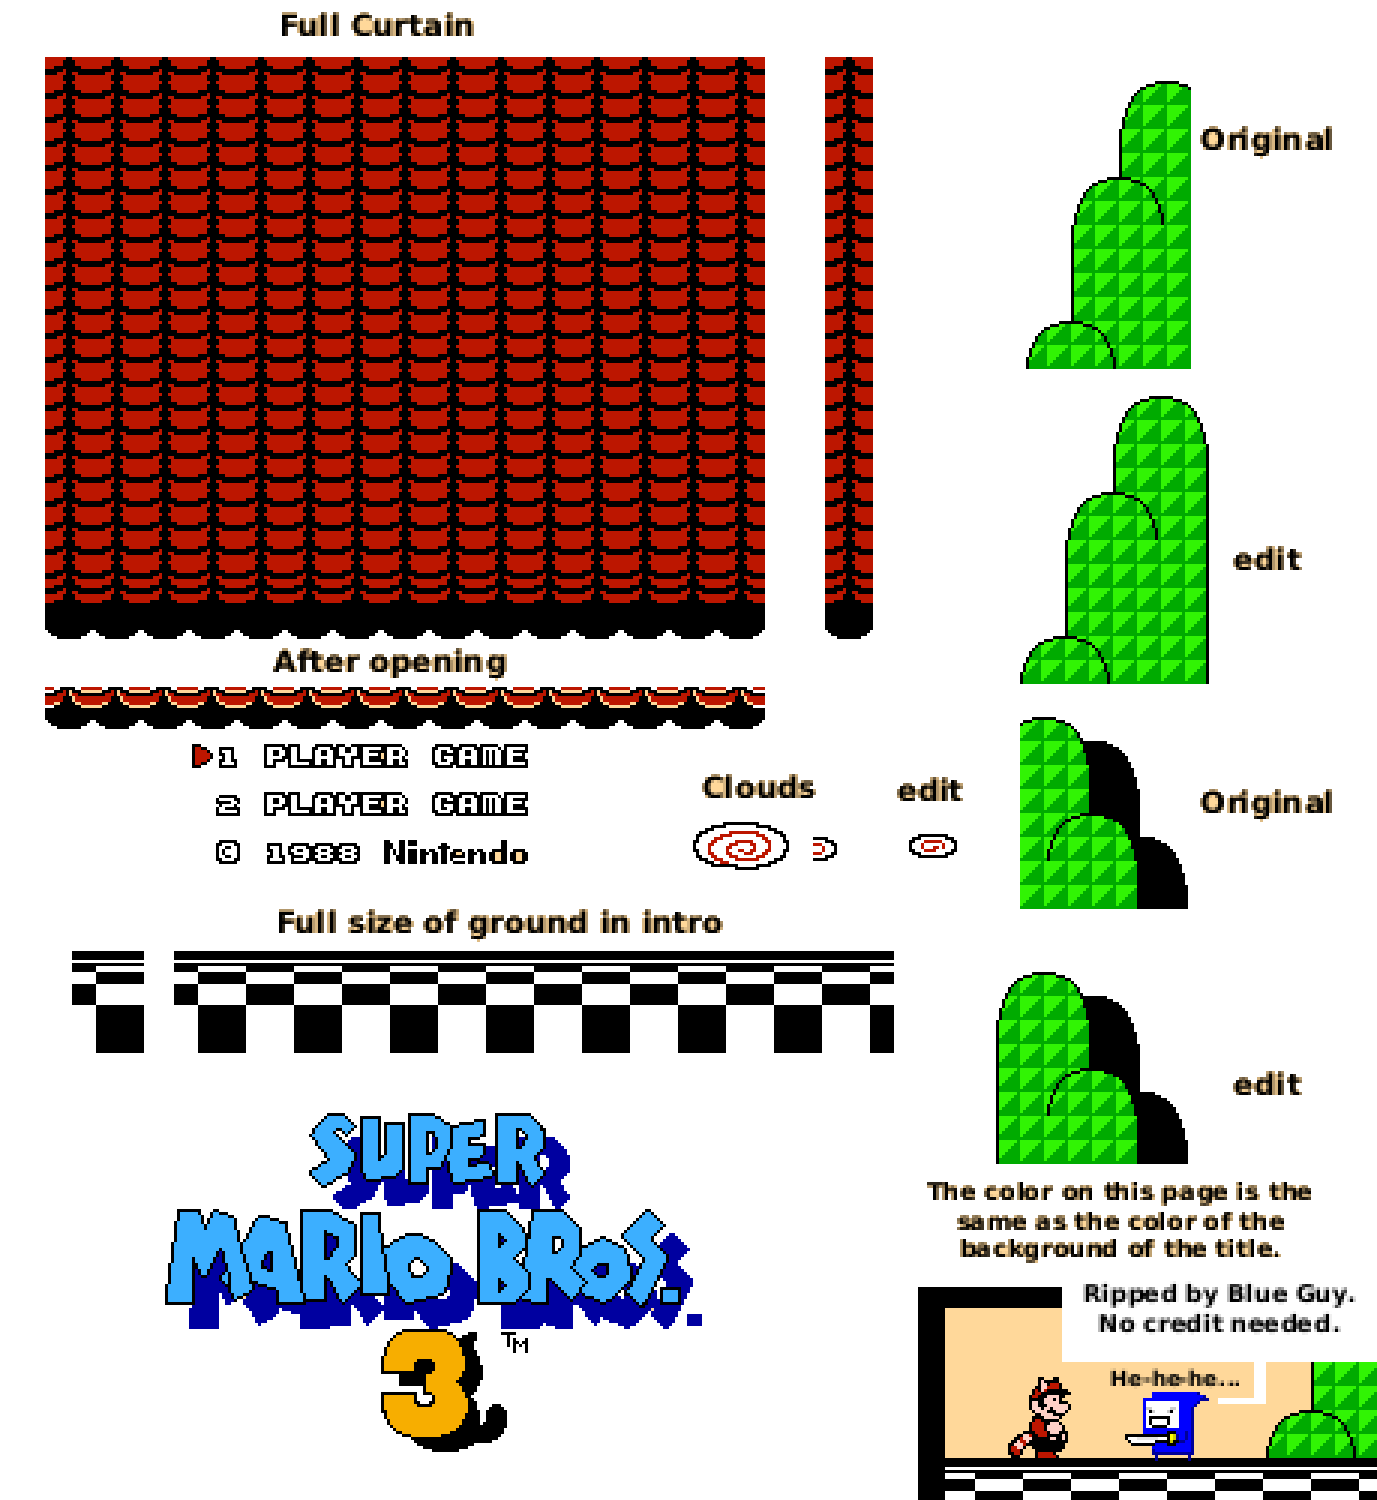 Full Curtain
Original
edit
After opening
1 PLAYER GAME
2 PLAYER GAME
© 1988 Nintendo
Clouds
edit
Original
Full size of ground in intro
edit
SUPER
MARIO BROS.
3 TM
The color on this page is the
same as the color of the
background of the title.
Ripped by Blue Guy.
No credit needed.
He-he-he...